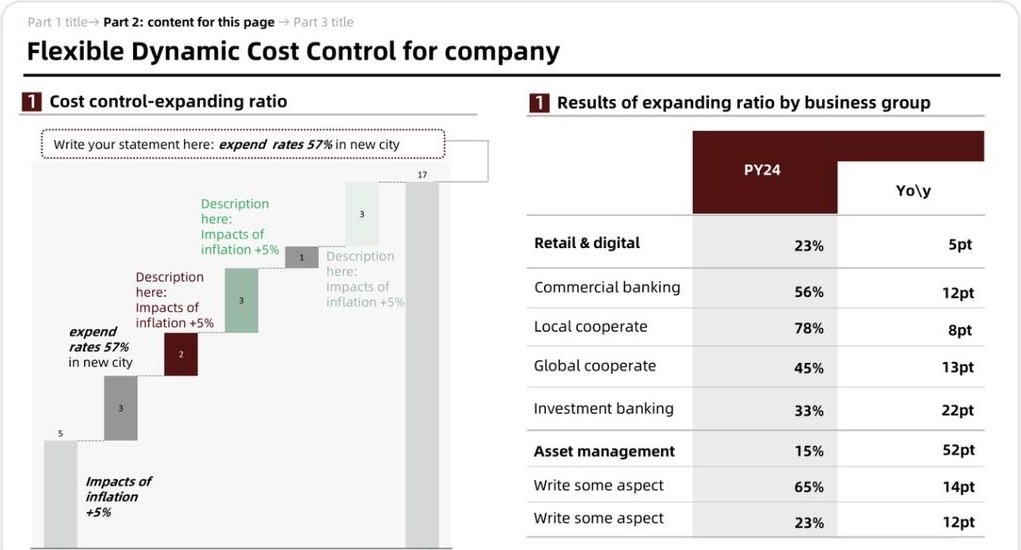 Part 1 title→ Part 2: content for this page → Part 3 title
Flexible Dynamic Cost Control for company
1 Cost control-expanding ratio
Write your statement here: expend rates 57% in new city
17
Description
here:
Impacts of
inflation +5%
3
1
Description
here:
Impacts of
inflation +5%
3
Description
here:
Impacts of
inflation +5%
2
expend
rates 57%
in new city
3
5
Impacts of
inflation
+5%
1 Results of expanding ratio by business group
PY24
Yo\y
Retail & digital 23% 5pt
Commercial banking 56% 12pt
Local cooperate 78% 8pt
Global cooperate 45% 13pt
Investment banking 33% 22pt
Asset management 15% 52pt
Write some aspect 65% 14pt
Write some aspect 23% 12pt